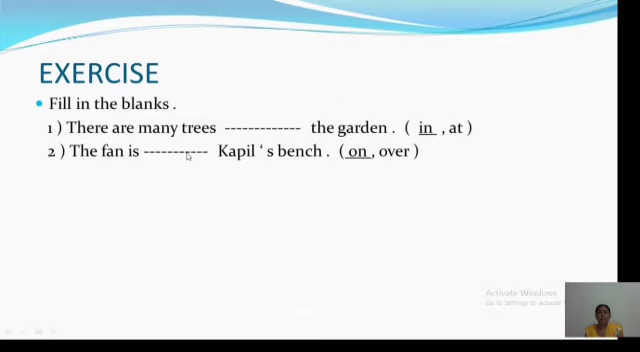 EXERCISE
Fill in the blanks .
1 ) There are many trees ------------- the garden . ( in , at )
2 ) The fan is ----------- Kapil ‘ s bench . ( on , over )
Activate Windows
Go to Settings to activate